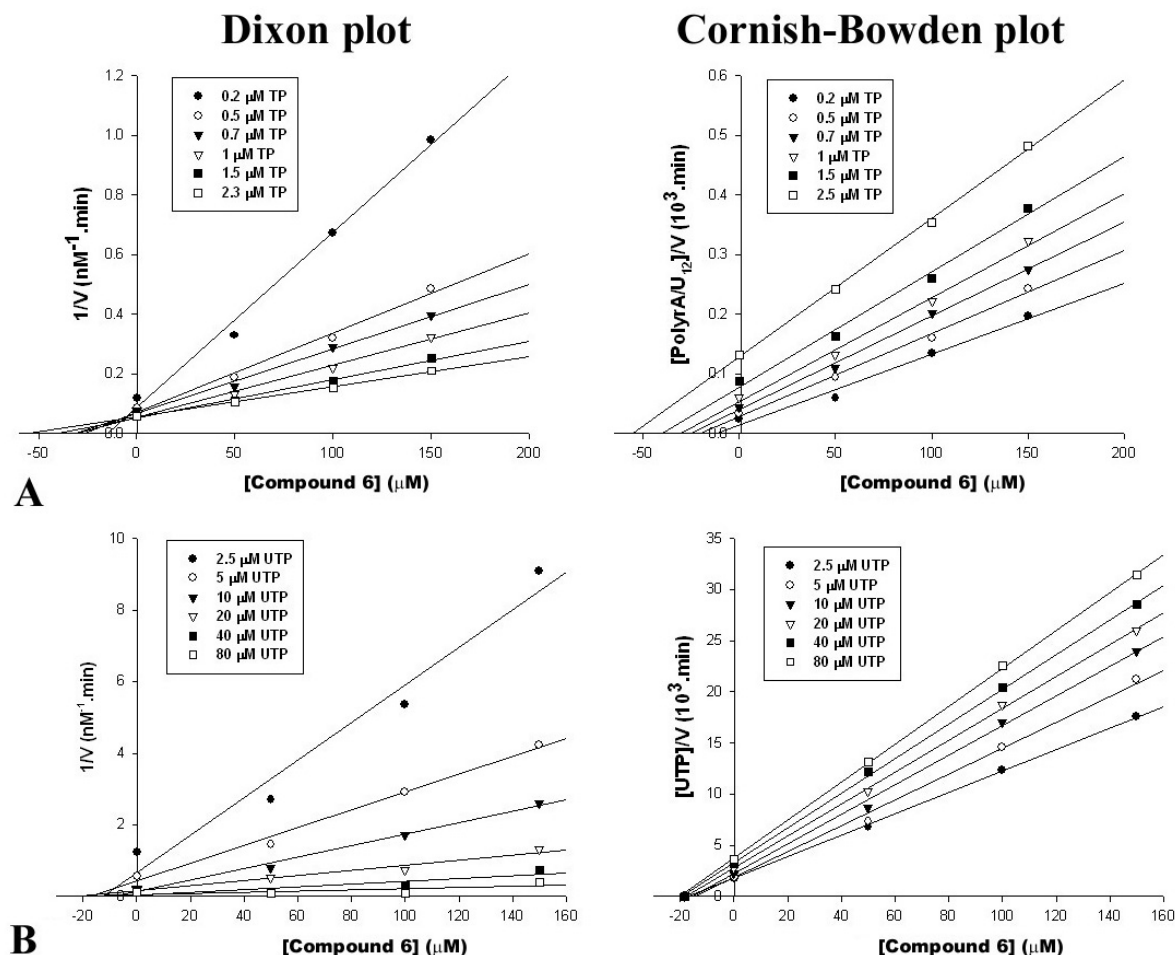 Dixon plot
Cornish-Bowden plot
1/V (nM⁻¹.min)
1.2
1.0
0.8
0.6
0.4
0.2
0.0
0.2 µM TP
0.5 µM TP
0.7 µM TP
1 µM TP
1.5 µM TP
2.3 µM TP
-50 0 50 100 150 200
[Compound 6] (µM)
[PolyrA/U₁₂]/V (10³.min)
0.6
0.5
0.4
0.3
0.2
0.1
0.0
0.2 µM TP
0.5 µM TP
0.7 µM TP
1 µM TP
1.5 µM TP
2.5 µM TP
-50 0 50 100 150 200
[Compound 6] (µM)
A
1/V (nM⁻¹.min)
10
8
6
4
2
0
2.5 µM UTP
5 µM UTP
10 µM UTP
20 µM UTP
40 µM UTP
80 µM UTP
-20 0 20 40 60 80 100 120 140 160
[Compound 6] (µM)
[UTP]/V (10³.min)
35
30
25
20
15
10
5
0
2.5 µM UTP
5 µM UTP
10 µM UTP
20 µM UTP
40 µM UTP
80 µM UTP
-20 0 20 40 60 80 100 120 140 160
[Compound 6] (µM)
B